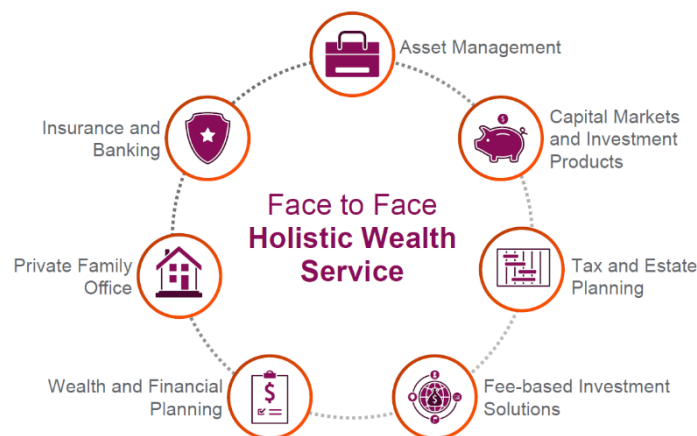 Asset Management
Insurance and
Banking
Capital Markets
and Investment
Products
Face to Face
Holistic Wealth
Service
Private Family
Office
Tax and Estate
Planning
Wealth and Financial
Planning
$
Fee-based Investment
Solutions
$
$